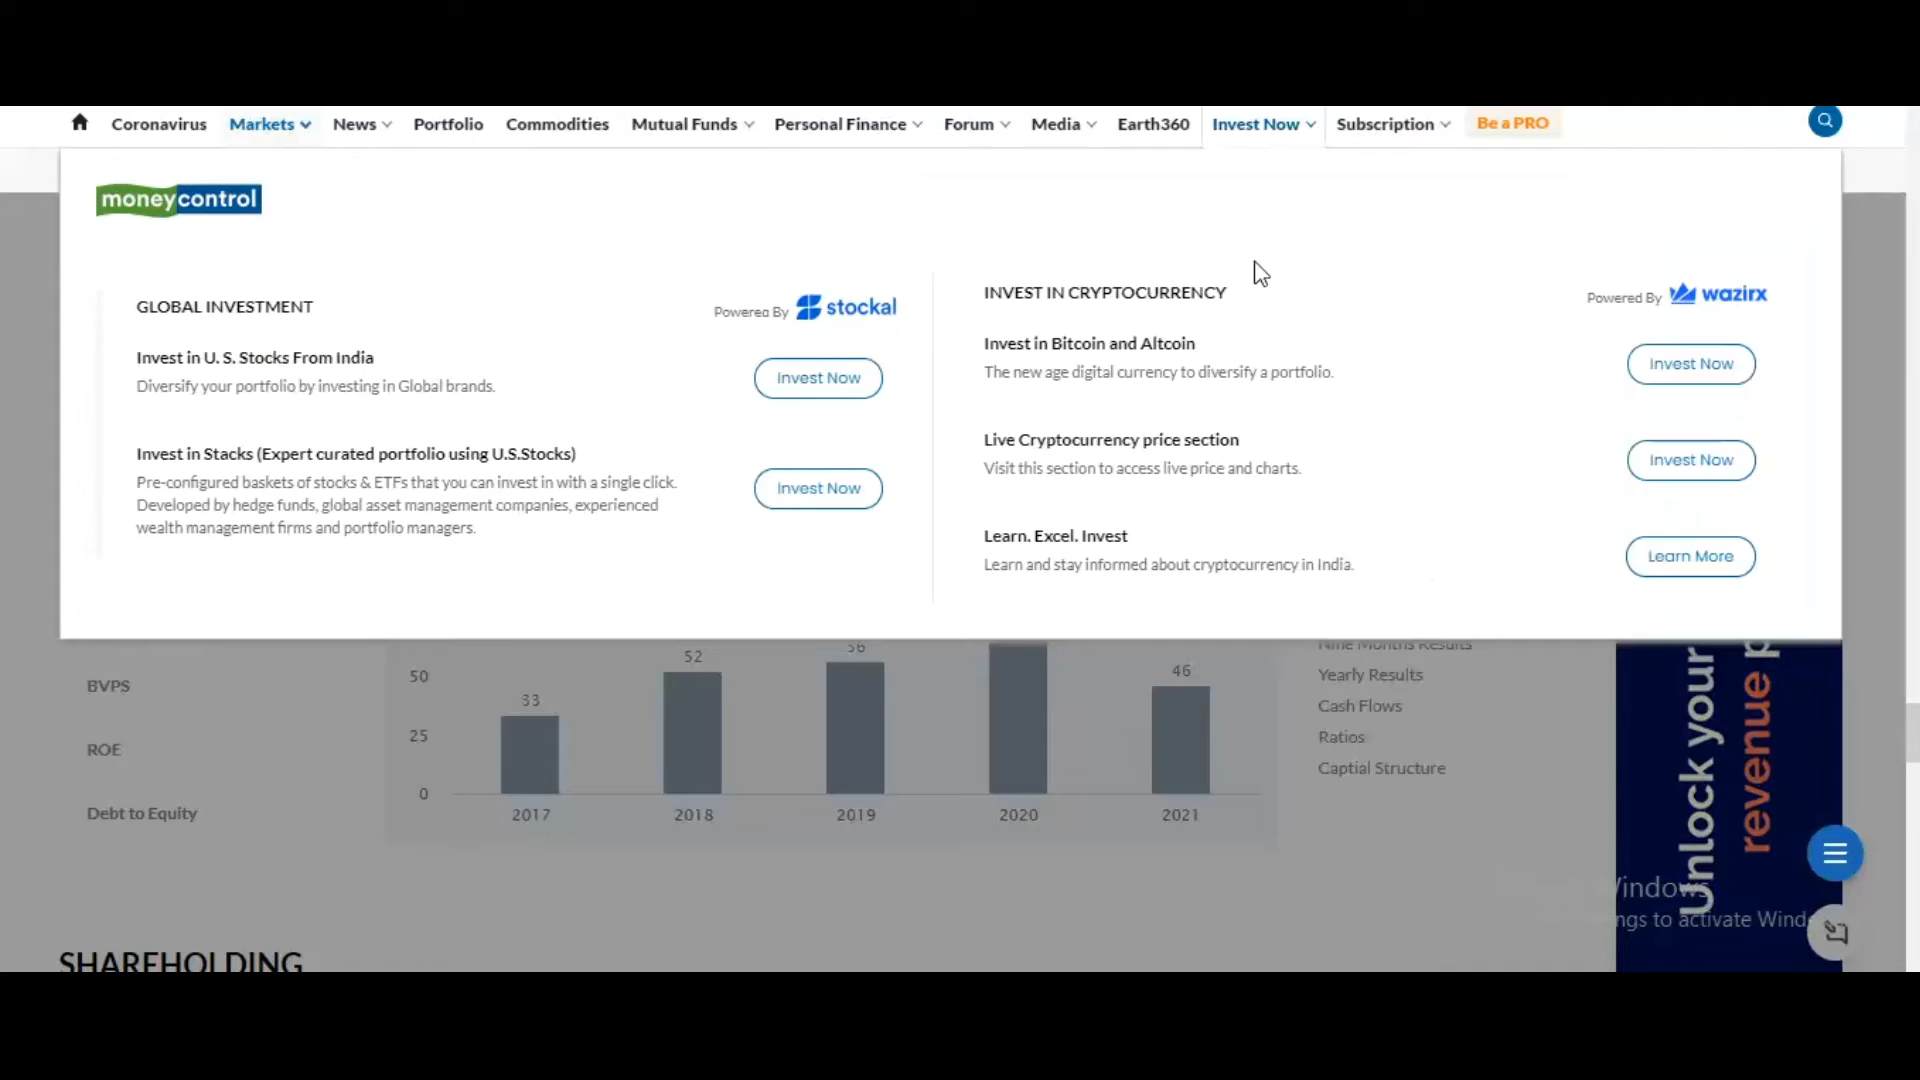 Coronavirus Markets News Portfolio Commodities Mutual Funds Personal Finance Forum Media Earth360 Invest Now Subscription Be a PRO
moneycontrol
GLOBAL INVESTMENT
Powered By stockal
Invest in U. S. Stocks From India
Diversify your portfolio by investing in Global brands.
Invest Now
Invest in Stacks (Expert curated portfolio using U.S.Stocks)
Pre-configured baskets of stocks & ETFs that you can invest in with a single click.
Developed by hedge funds, global asset management companies, experienced
wealth management firms and portfolio managers.
Invest Now
INVEST IN CRYPTOCURRENCY
Powered By wazirx
Invest in Bitcoin and Altcoin
The new age digital currency to diversify a portfolio.
Invest Now
Live Cryptocurrency price section
Visit this section to access live price and charts.
Invest Now
Learn. Excel. Invest
Learn and stay informed about cryptocurrency in India.
Learn More
BVPS
ROE
Debt to Equity
50
25
0
33
52
56
46
2017 2018 2019 2020 2021
Nine Months Results
Yearly Results
Cash Flows
Ratios
Captial Structure
Unlock your
revenue
Windows
to activate
SHAREHOLDING